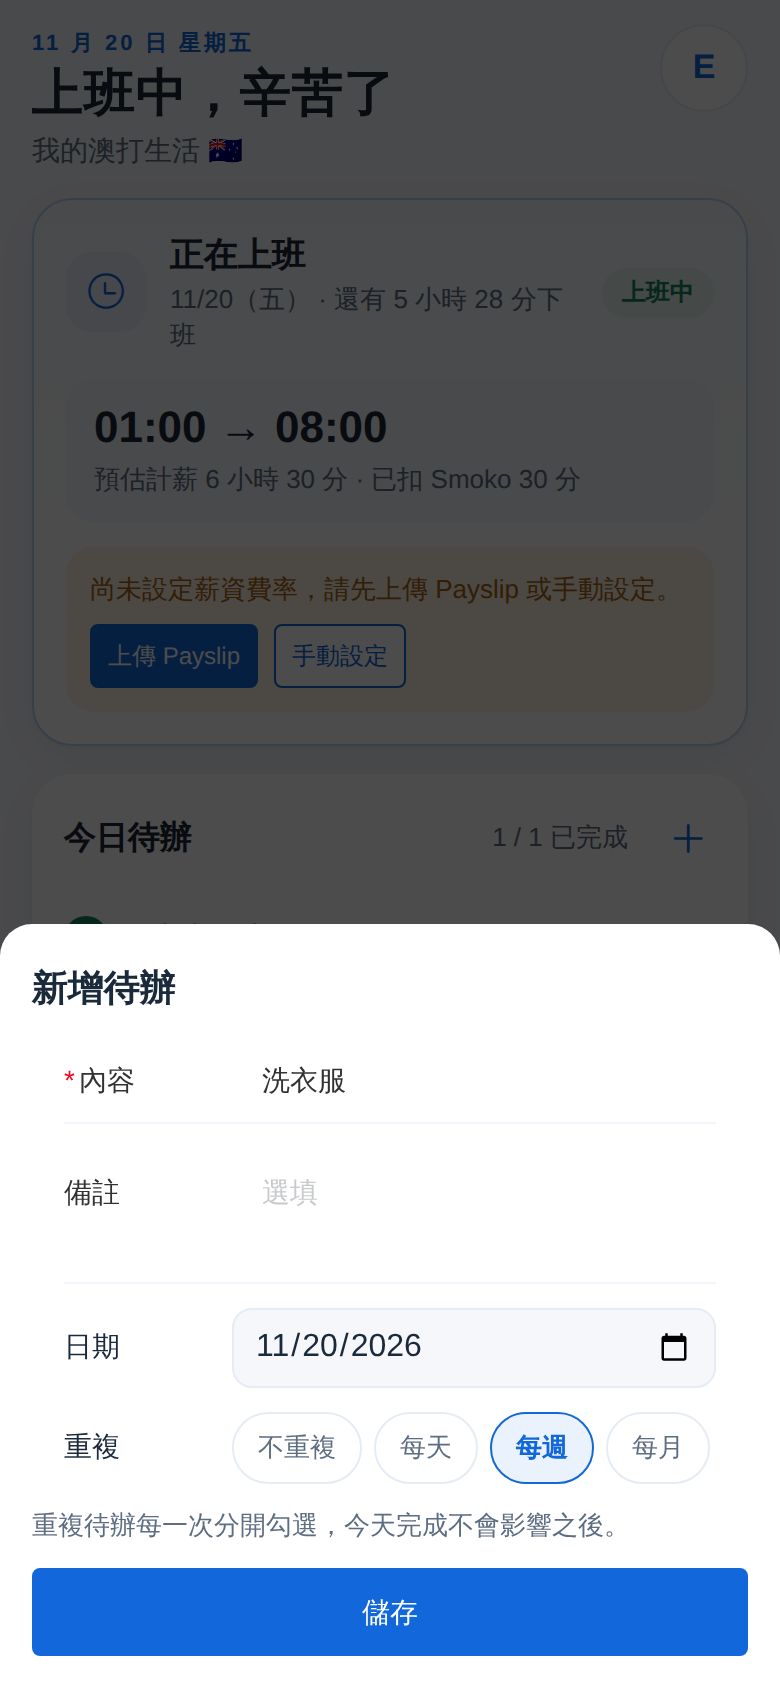 11 月 20 日 星期五
上班中，辛苦了
我的澳打生活 🇦🇺
E
正在上班
11/20（五） · 還有 5 小時 28 分下
班
上班中
01:00 → 08:00
預估計薪 6 小時 30 分 · 已扣 Smoko 30 分
尚未設定薪資費率，請先上傳 Payslip 或手動設定。
上傳 Payslip
手動設定
今日待辦
1 / 1 已完成
新增待辦
*內容
洗衣服
備註
選填
日期
11/20/2026
重複
不重複
每天
每週
每月
重複待辦每一次分開勾選，今天完成不會影響之後。
儲存